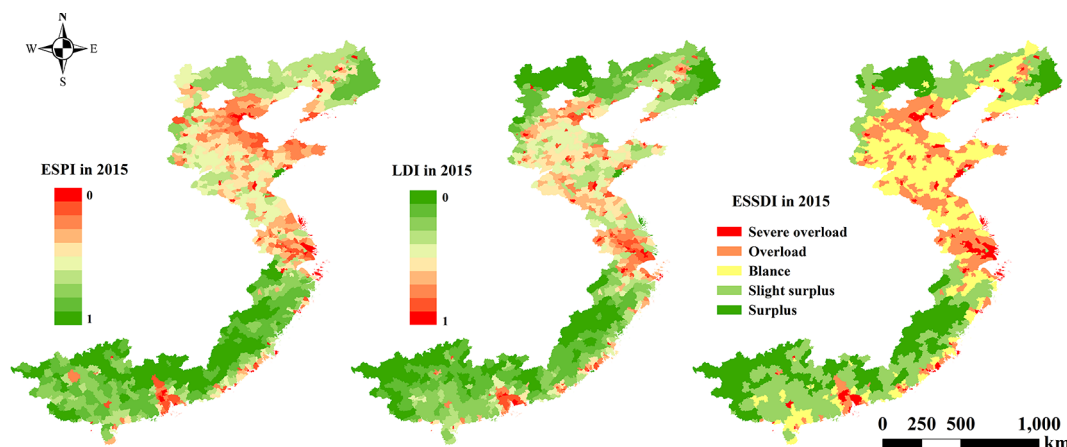 N
W E
S
ESPI in 2015
0
1
LDI in 2015
0
1
ESSDI in 2015
Severe overload
Overload
Blance
Slight surplus
Surplus
0 250 500 1,000
km